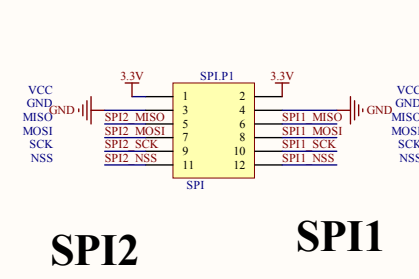 3.3V SPI.P1 3.3V
VCC 1 2 VCC
GND GND 3 4 GND GND
MISO SPI2_MISO 5 6 SPI1_MISO MISO
MOSI SPI2_MOSI 7 8 SPI1_MOSI MOSI
SCK SPI2_SCK 9 10 SPI1_SCK SCK
NSS SPI2_NSS 11 12 SPI1_NSS NSS
SPI
SPI2 SPI1